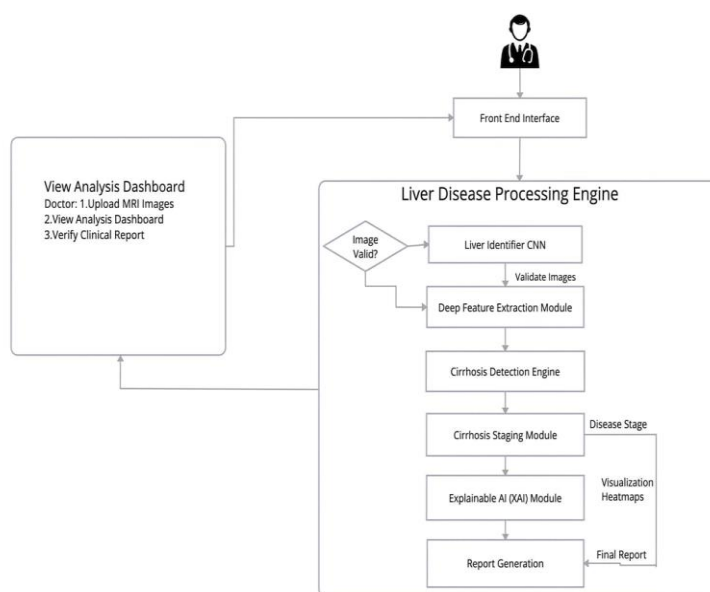 Front End Interface
View Analysis Dashboard
Doctor: 1.Upload MRI Images
2.View Analysis Dashboard
3.Verify Clinical Report
Liver Disease Processing Engine
Image
Valid?
Liver Identifier CNN
Validate Images
Deep Feature Extraction Module
Cirrhosis Detection Engine
Cirrhosis Staging Module
Disease Stage
Visualization
Heatmaps
Explainable AI (XAI) Module
Report Generation
Final Report